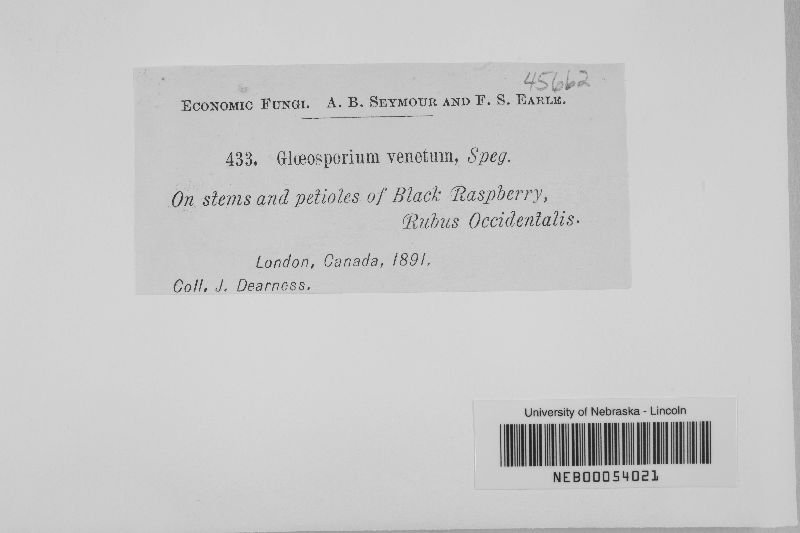 45662
ECONOMIC FUNGI. A. B. SEYMOUR AND F. S. EARLE.
433. Glœosporium venetum, Speg.
On stems and petioles of Black Raspberry,
Rubus Occidentalis.
London, Canada, 1891.
Coll. J. Dearness.
University of Nebraska - Lincoln
NEB00054021